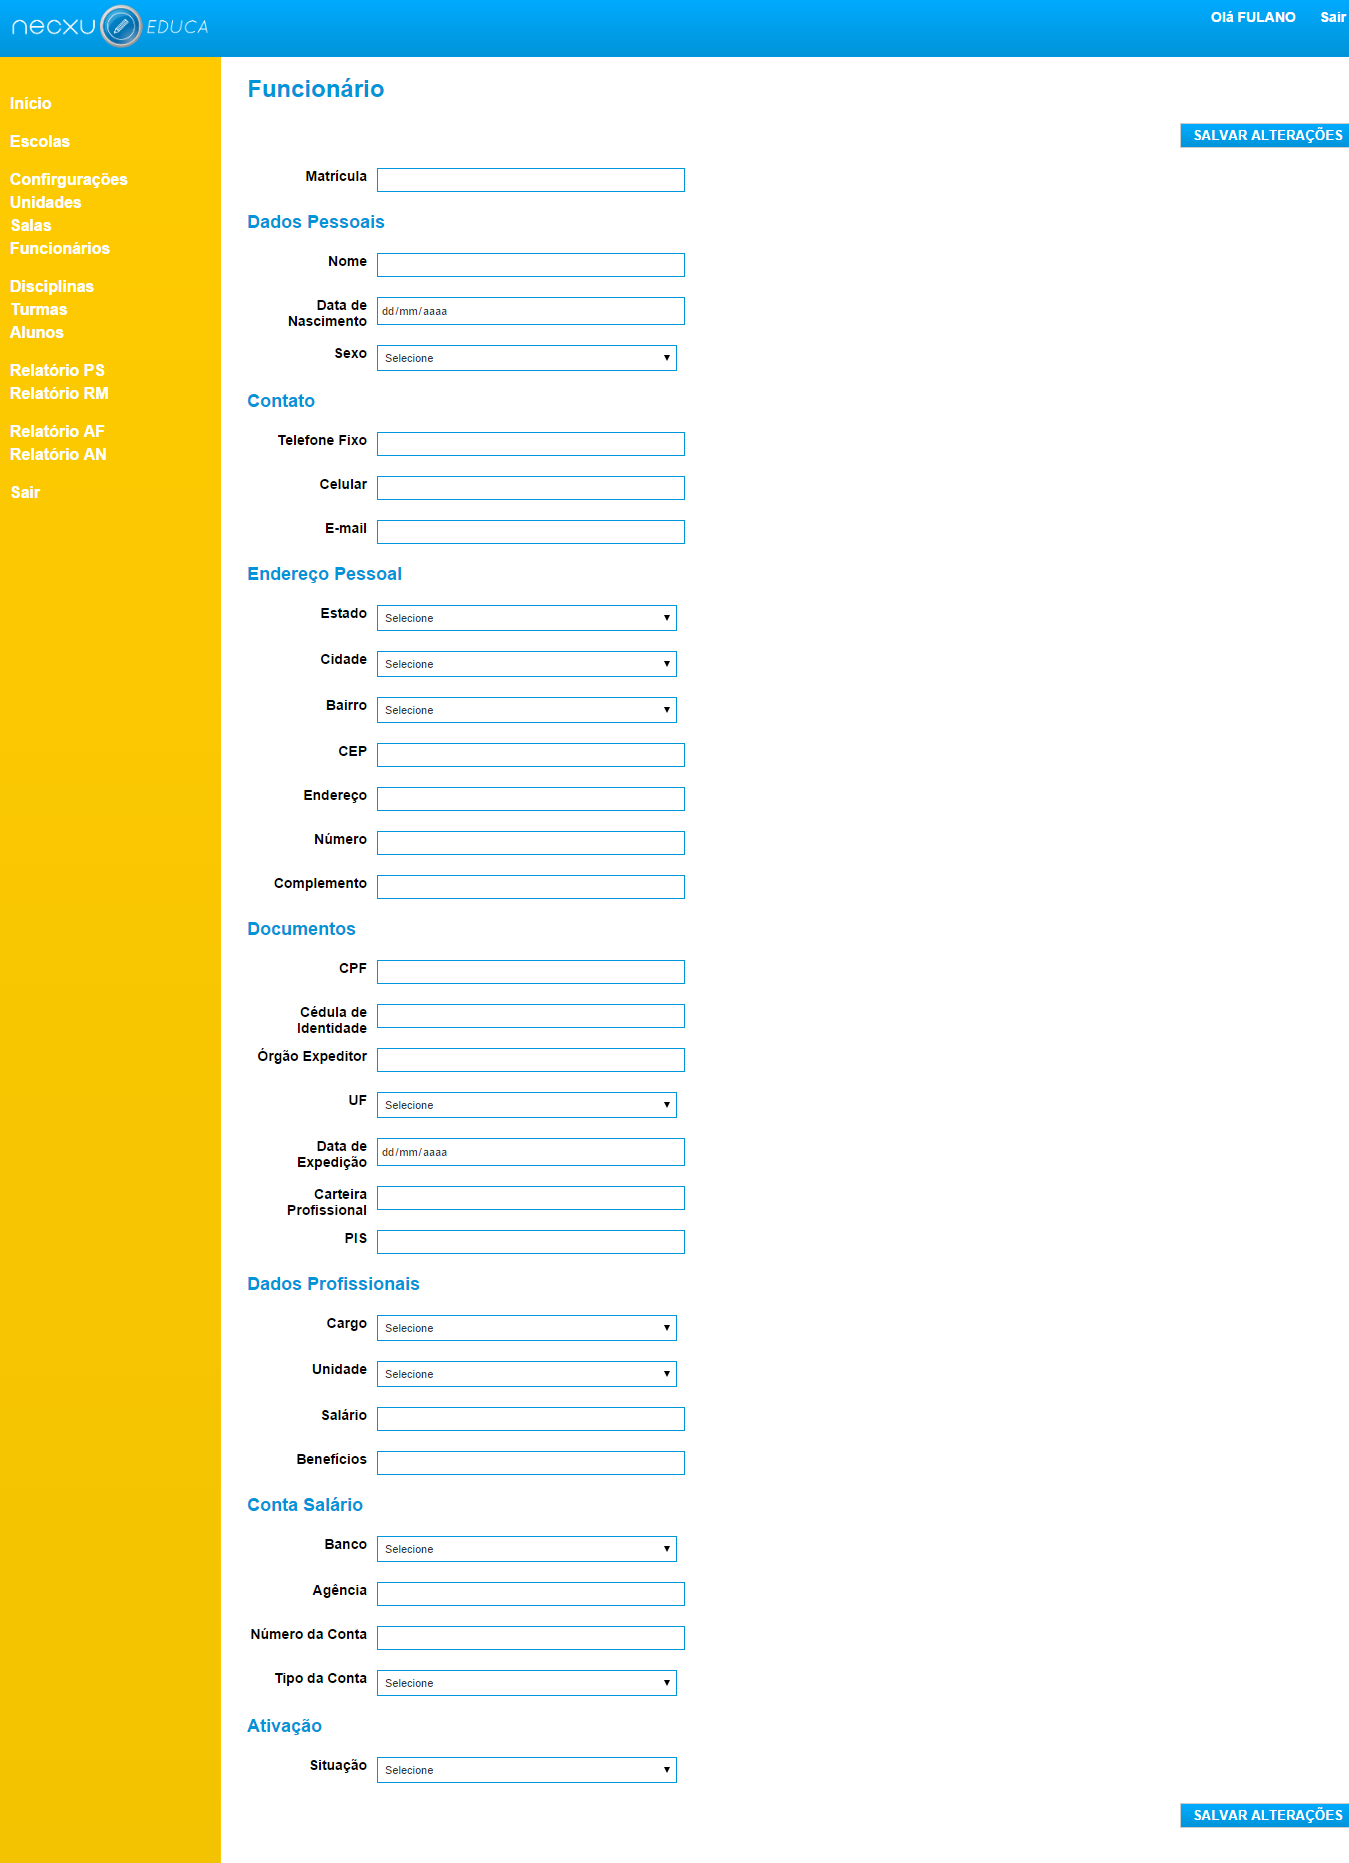 necxu EDUCA
Olá FULANO Sair
Inicio
Escolas
Confirgurações
Unidades
Salas
Funcionários
Disciplinas
Turmas
Alunos
Relatório PS
Relatório RM
Relatório AF
Relatório AN
Sair
Funcionário
SALVAR ALTERAÇÕES
Matrícula
Dados Pessoais
Nome
Data de
Nascimento
dd/mm/aaaa
Sexo
Selecione
Contato
Telefone Fixo
Celular
E-mail
Endereço Pessoal
Estado
Selecione
Cidade
Selecione
Bairro
Selecione
CEP
Endereço
Número
Complemento
Documentos
CPF
Cédula de
Identidade
Órgão Expeditor
UF
Selecione
Data de
Expedição
dd/mm/aaaa
Carteira
Profissional
PIS
Dados Profissionais
Cargo
Selecione
Unidade
Selecione
Salário
Benefícios
Conta Salário
Banco
Selecione
Agência
Número da Conta
Tipo da Conta
Selecione
Ativação
Situação
Selecione
SALVAR ALTERAÇÕES